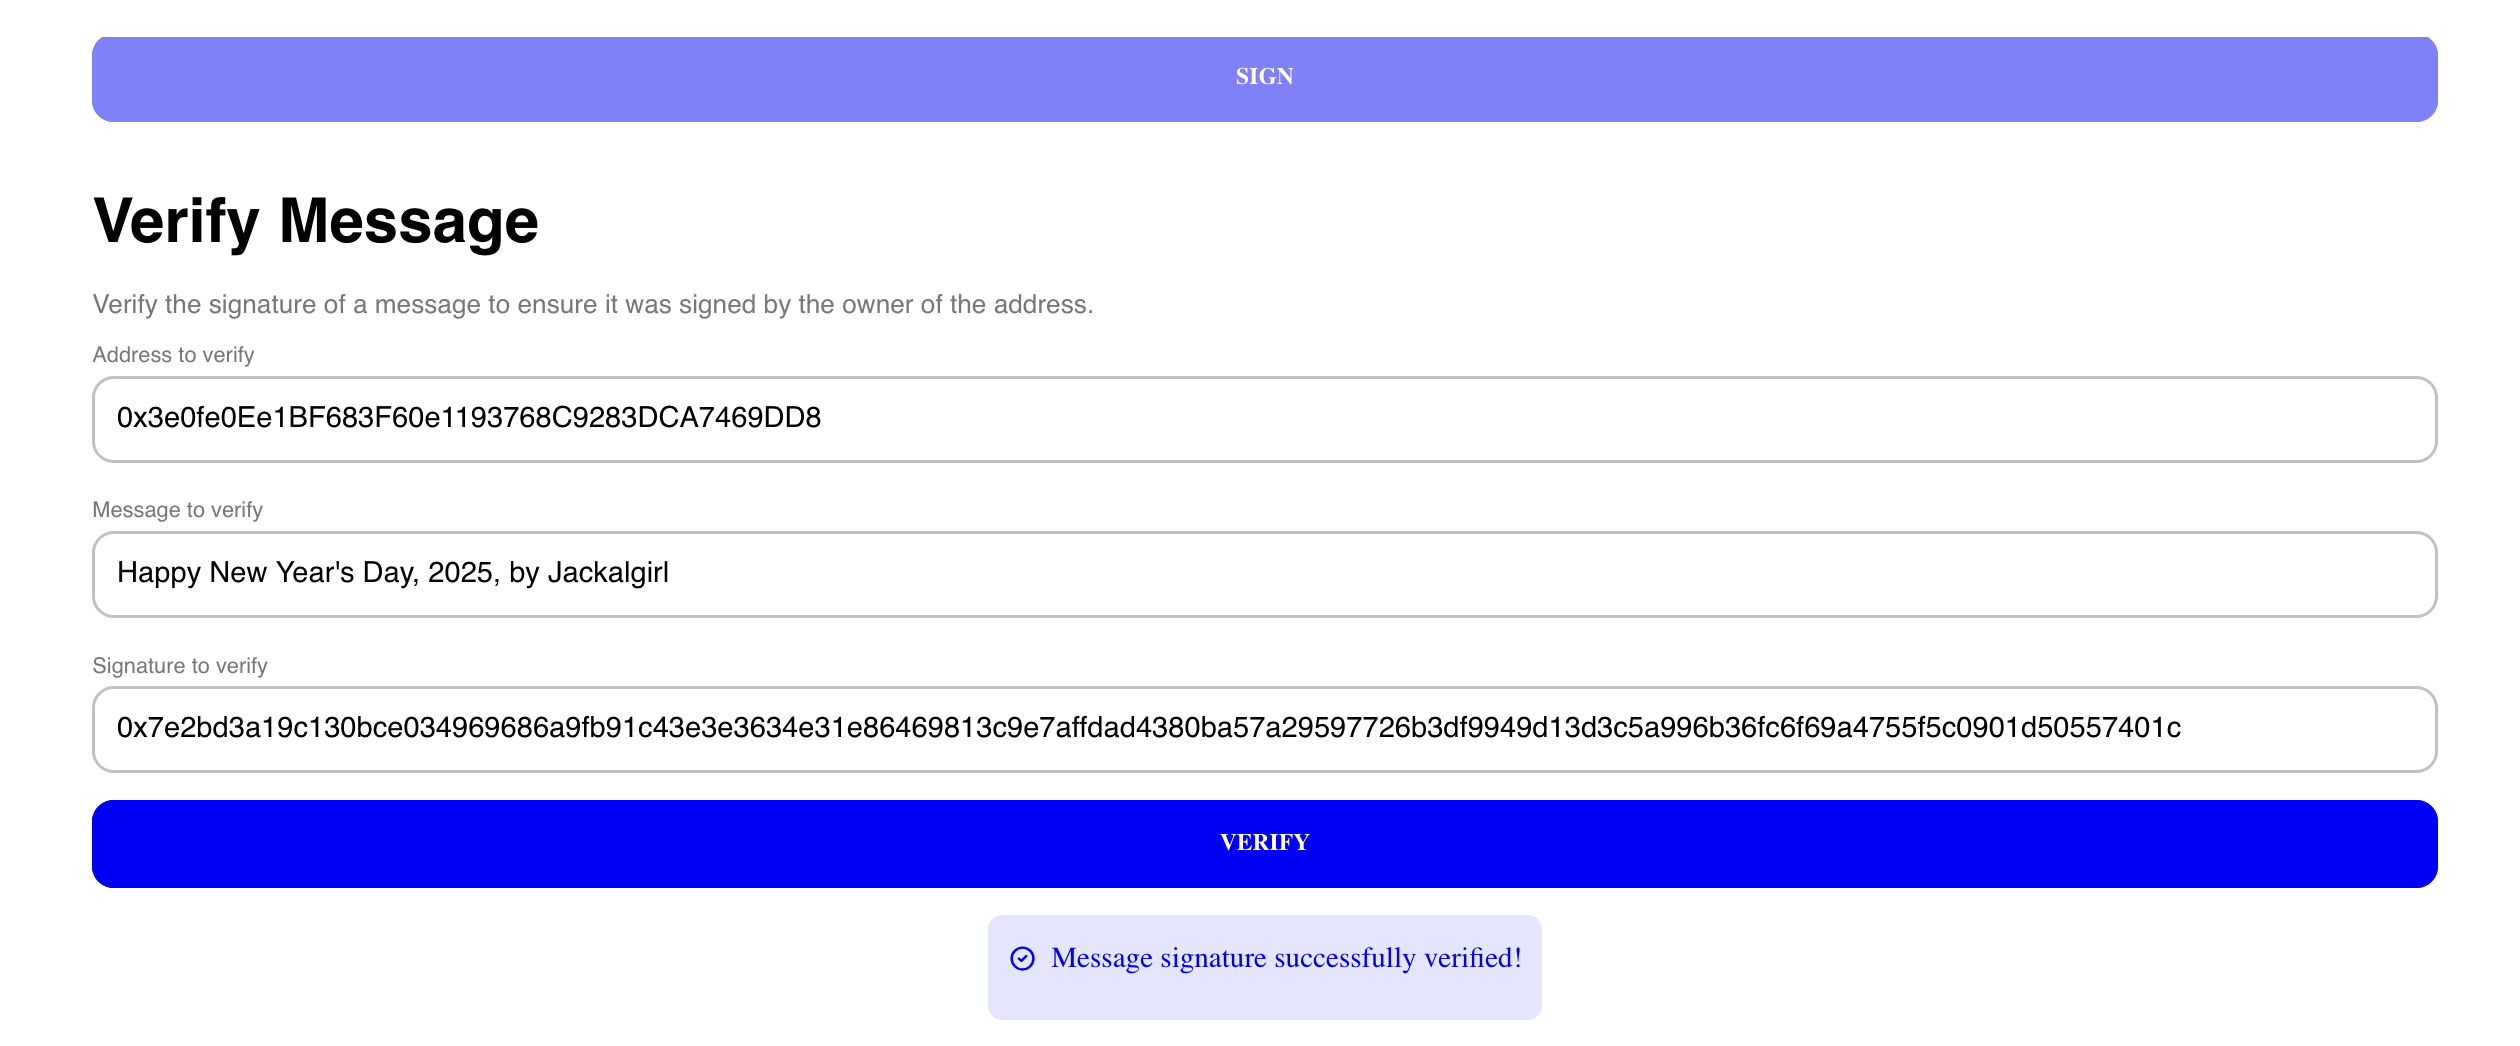 SIGN
Verify Message
Verify the signature of a message to ensure it was signed by the owner of the address.
Address to verify
0x3e0fe0Ee1BF683F60e1193768C9283DCA7469DD8
Message to verify
Happy New Year's Day, 2025, by Jackalgirl
Signature to verify
0x7e2bd3a19c130bce034969686a9fb91c43e3e3634e31e86469813c9e7affdad4380ba57a29597726b3df9949d13d3c5a996b36fc6f69a4755f5c0901d50557401c
VERIFY
Message signature successfully verified!